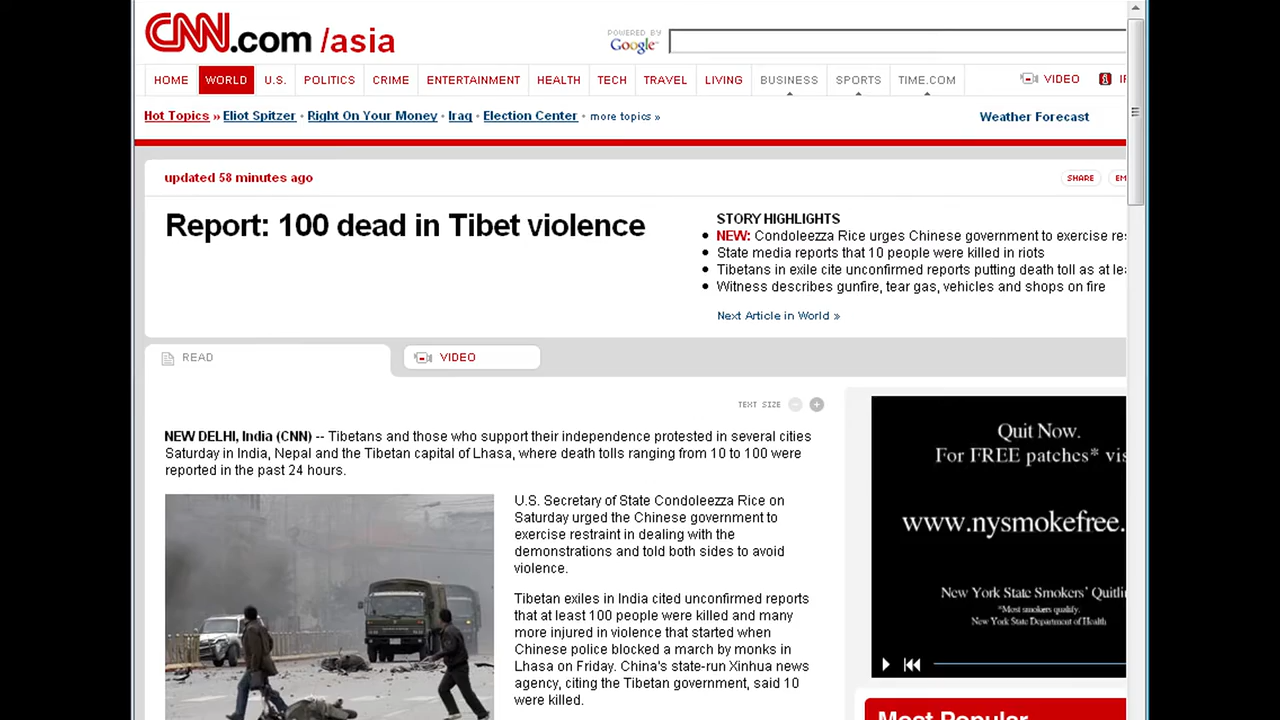 CNN.com /asia
POWERED BY
Google
HOME WORLD U.S. POLITICS CRIME ENTERTAINMENT HEALTH TECH TRAVEL LIVING BUSINESS SPORTS TIME.COM VIDEO
Hot Topics » Eliot Spitzer • Right On Your Money • Iraq • Election Center • more topics »
Weather Forecast
updated 58 minutes ago
SHARE EM
Report: 100 dead in Tibet violence
STORY HIGHLIGHTS
• NEW: Condoleezza Rice urges Chinese government to exercise res
• State media reports that 10 people were killed in riots
• Tibetans in exile cite unconfirmed reports putting death toll as at lea
• Witness describes gunfire, tear gas, vehicles and shops on fire
Next Article in World »
READ
VIDEO
TEXT SIZE − +
NEW DELHI, India (CNN) -- Tibetans and those who support their independence protested in several cities
Saturday in India, Nepal and the Tibetan capital of Lhasa, where death tolls ranging from 10 to 100 were
reported in the past 24 hours.
U.S. Secretary of State Condoleezza Rice on
Saturday urged the Chinese government to
exercise restraint in dealing with the
demonstrations and told both sides to avoid
violence.
Tibetan exiles in India cited unconfirmed reports
that at least 100 people were killed and many
more injured in violence that started when
Chinese police blocked a march by monks in
Lhasa on Friday. China's state-run Xinhua news
agency, citing the Tibetan government, said 10
were killed.
Quit Now.
For FREE patches* vis
www.nysmokefree.
New York State Smokers' Quitli
*Most smokers qualify.
New York State Department of Health
Most Popular